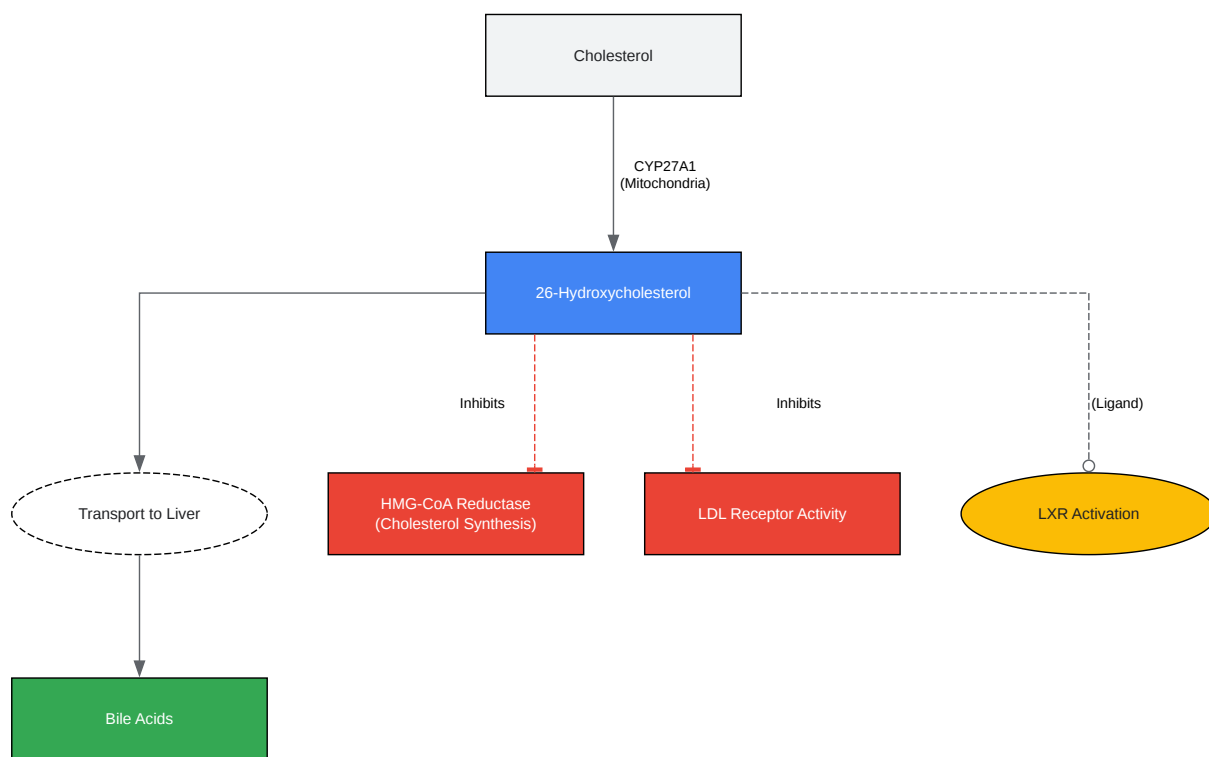 Cholesterol
CYP27A1
(Mitochondria)
26-Hydroxycholesterol
Inhibits
Inhibits
(Ligand)
Transport to Liver
HMG-CoA Reductase
(Cholesterol Synthesis)
LDL Receptor Activity
LXR Activation
Bile Acids